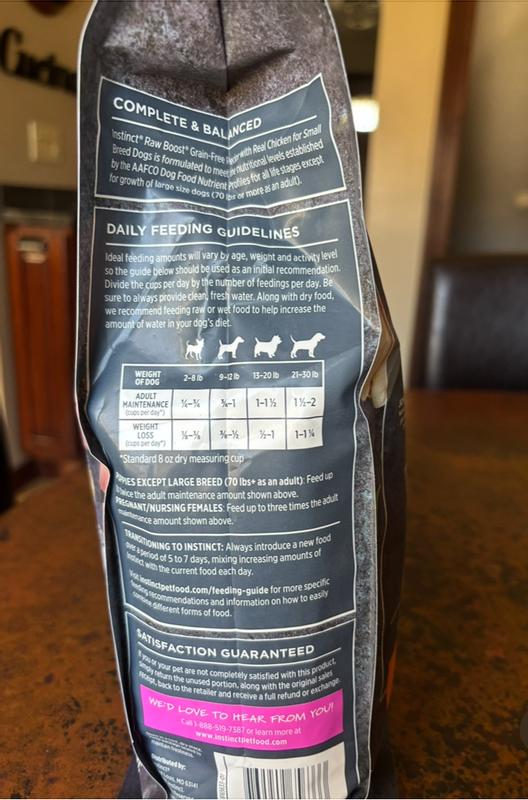 COMPLETE & BALANCED
Instinct® Raw Boost® Grain-Free with Real Chicken for Small
Breed Dogs is formulated to meet the nutritional levels established
by the AAFCO Dog Food Nutrient Profiles for all life stages except
for growth of large size dogs (70 lbs or more as an adult).
DAILY FEEDING GUIDELINES
Ideal feeding amounts will vary by age, weight and activity level
so the guide below should be used as an initial recommendation.
Divide the cups per day by the number of feedings per day. Be
sure to always provide clean, fresh water. Along with dry food,
we recommend feeding raw or wet food to help increase the
amount of water in your dog's diet.
WEIGHT OF DOG 2-8 lb 9-12 lb 13-20 lb 21-30 lb
ADULT MAINTENANCE (cups per day*) ¼-¾ ¾-1 1-1 ½ 1 ½-2
WEIGHT LOSS (cups per day*) ½-1 1-1 ¼
*Standard 8 oz dry measuring cup
PUPPIES EXCEPT LARGE BREED (70 lbs+ as an adult): Feed up
to twice the adult maintenance amount shown above.
PREGNANT/NURSING FEMALES: Feed up to three times the adult
maintenance amount shown above.
TRANSITIONING TO INSTINCT: Always introduce a new food
over a period of 5 to 7 days, mixing increasing amounts of
Instinct with the current food each day.
Visit instinctpetfood.com/feeding-guide for more specific
feeding recommendations and information on how to easily
combine different forms of food.
SATISFACTION GUARANTEED
If you or your pet are not completely satisfied with this product,
simply return the unused portion, along with the original sales
receipt, back to the retailer and receive a full refund or exchange.
WE'D LOVE TO HEAR FROM YOU!
Call 1-888-519-7387 or learn more at
www.instinctpetfood.com
maintain freshness.
Distributed by:
Louis, MO 63141